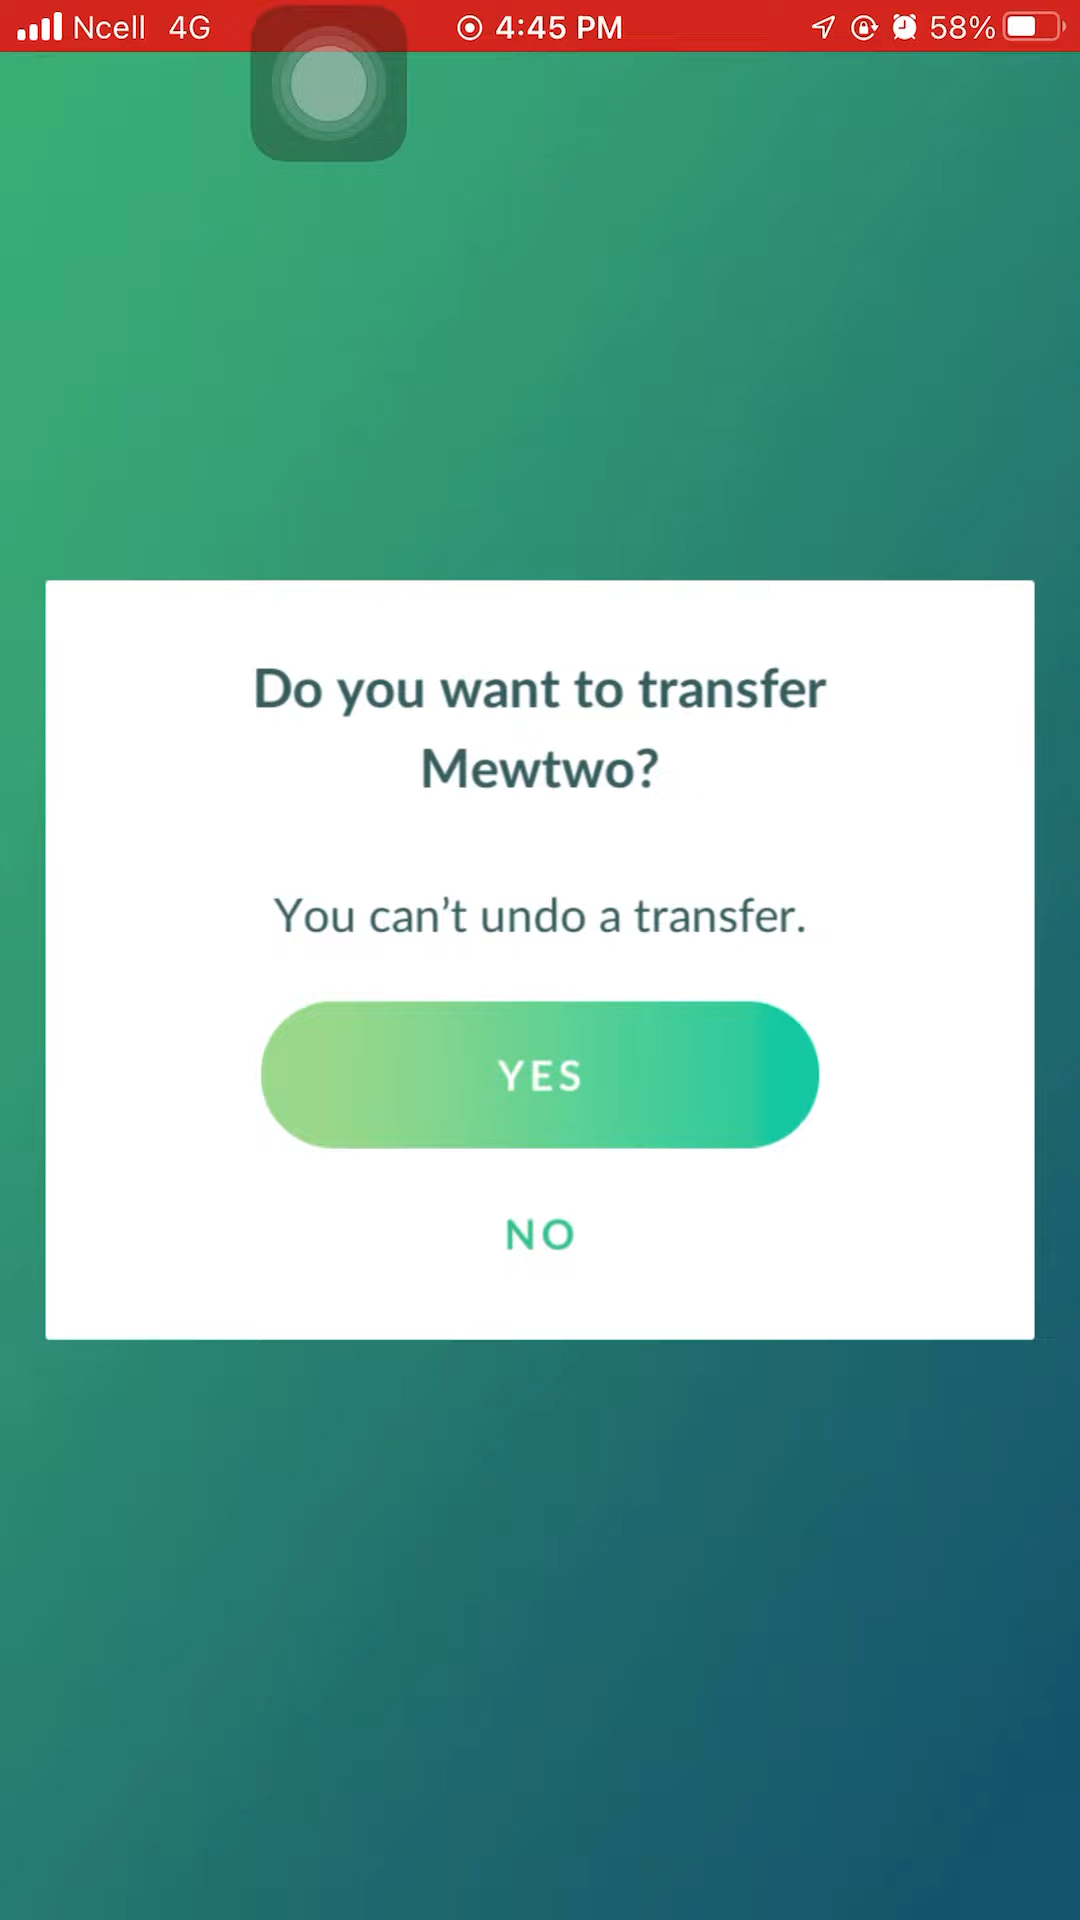 Ncell 4G 4:45 PM 58%
Do you want to transfer
Mewtwo?
You can’t undo a transfer.
YES
NO